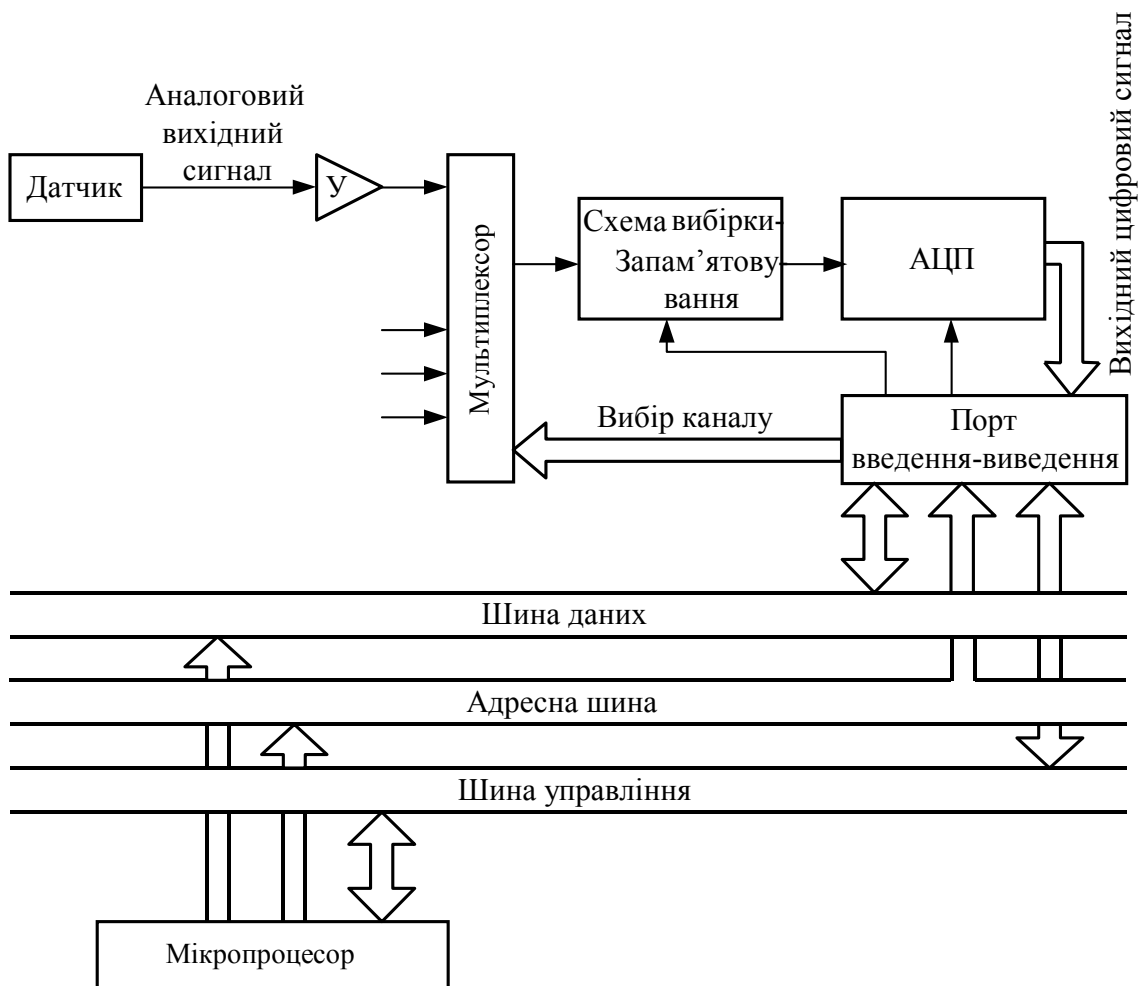 Аналоговий
вихідний
сигнал
Датчик
У
Мультиплексор
Схема вибірки-
Запам’ятову
вання
АЦП
Вихідний цифровий сигнал
Вибір каналу
Порт
введення-виведення
Шина даних
Адресна шина
Шина управління
Мікропроцесор